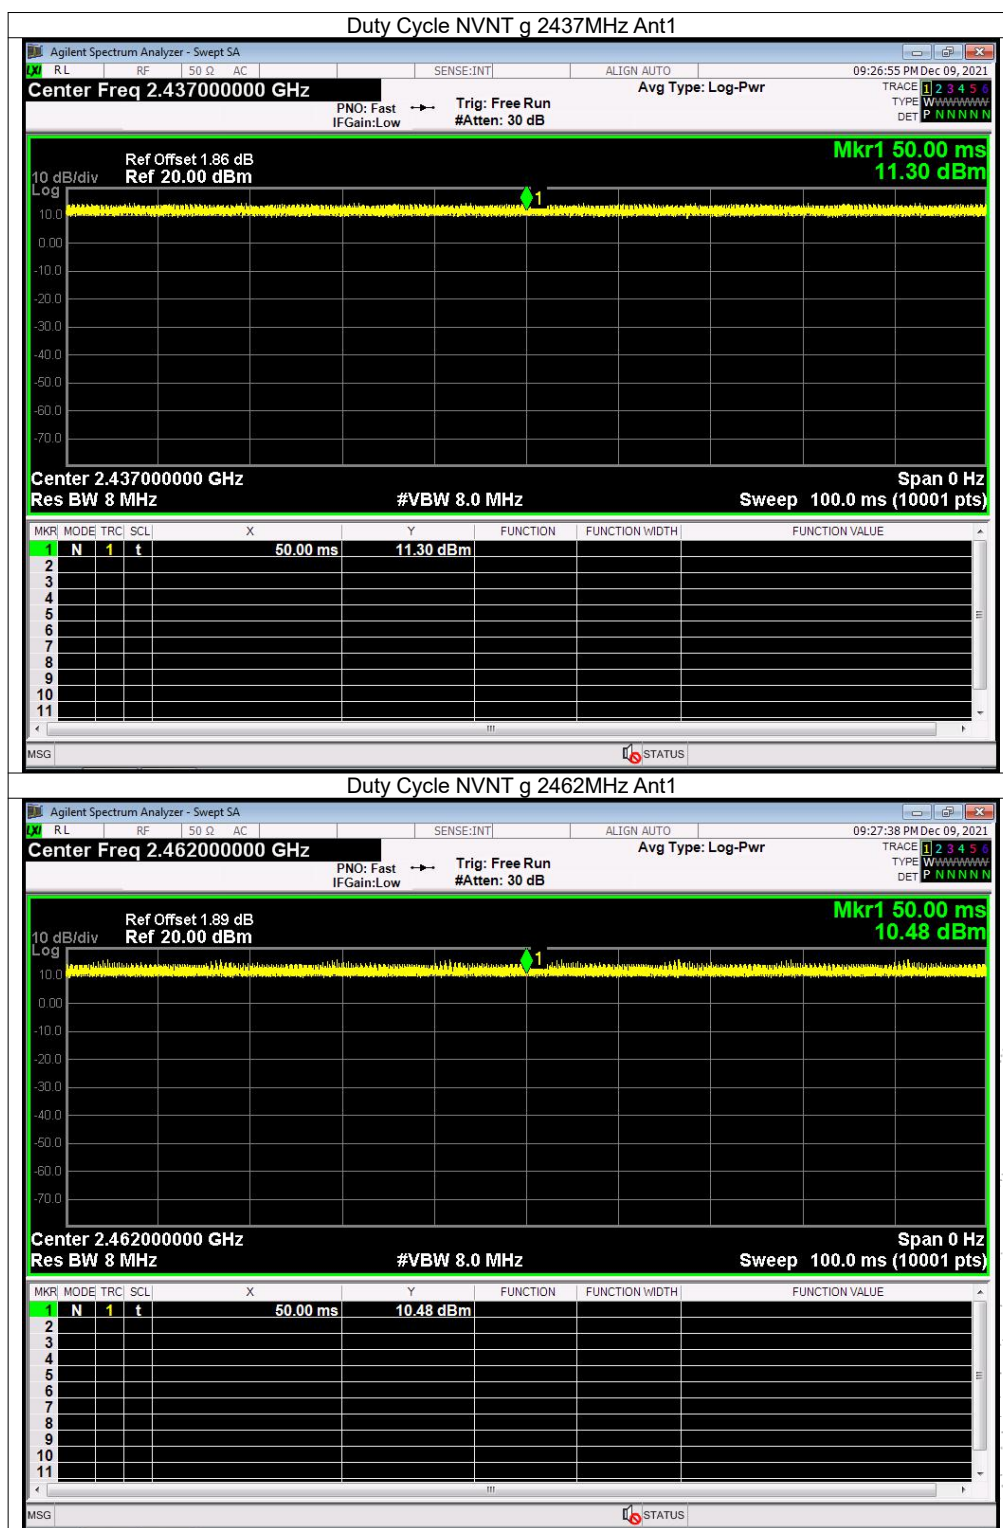 Duty Cycle NVNT g 2437MHz Ant1
Agilent Spectrum Analyzer - Swept SA
LXI RL RF 50 Ω AC SENSE:INT ALIGN AUTO 09:26:55 PM Dec 09, 2021
Center Freq 2.437000000 GHz Avg Type: Log-Pwr TRACE 1 2 3 4 5 6
PNO: Fast Trig: Free Run TYPE WWWWWW
IFGain:Low #Atten: 30 dB DET P N N N N N
Mkr1 50.00 ms
Ref Offset 1.86 dB
10 dB/div Ref 20.00 dBm 11.30 dBm
Log
1
10.0
0.00
-10.0
-20.0
-30.0
-40.0
-50.0
-60.0
-70.0
Center 2.437000000 GHz Span 0 Hz
Res BW 8 MHz #VBW 8.0 MHz Sweep 100.0 ms (10001 pts)
MKR MODE TRC SCL X Y FUNCTION FUNCTION WIDTH FUNCTION VALUE
1 N 1 t 50.00 ms 11.30 dBm
2
3
4
5
6
7
8
9
10
11
MSG STATUS
Duty Cycle NVNT g 2462MHz Ant1
Agilent Spectrum Analyzer - Swept SA
LXI RL RF 50 Ω AC SENSE:INT ALIGN AUTO 09:27:38 PM Dec 09, 2021
Center Freq 2.462000000 GHz Avg Type: Log-Pwr TRACE 1 2 3 4 5 6
PNO: Fast Trig: Free Run TYPE WWWWWW
IFGain:Low #Atten: 30 dB DET P N N N N N
Mkr1 50.00 ms
Ref Offset 1.89 dB
10 dB/div Ref 20.00 dBm 10.48 dBm
Log
1
10.0
0.00
-10.0
-20.0
-30.0
-40.0
-50.0
-60.0
-70.0
Center 2.462000000 GHz Span 0 Hz
Res BW 8 MHz #VBW 8.0 MHz Sweep 100.0 ms (10001 pts)
MKR MODE TRC SCL X Y FUNCTION FUNCTION WIDTH FUNCTION VALUE
1 N 1 t 50.00 ms 10.48 dBm
2
3
4
5
6
7
8
9
10
11
MSG STATUS